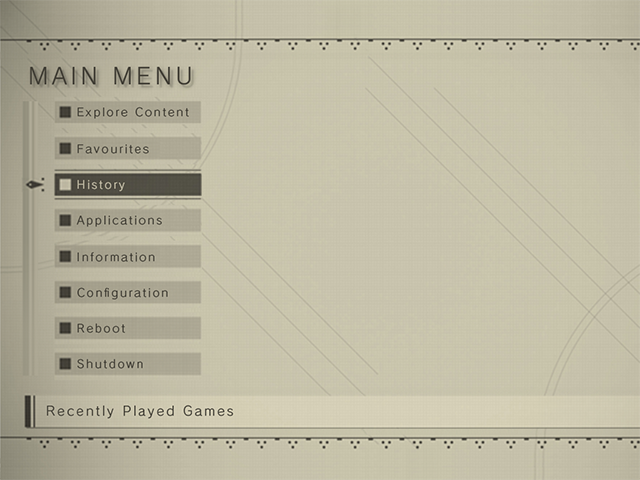 MAIN MENU
Explore Content
Favourites
History
Applications
Information
Configuration
Reboot
Shutdown
Recently Played Games